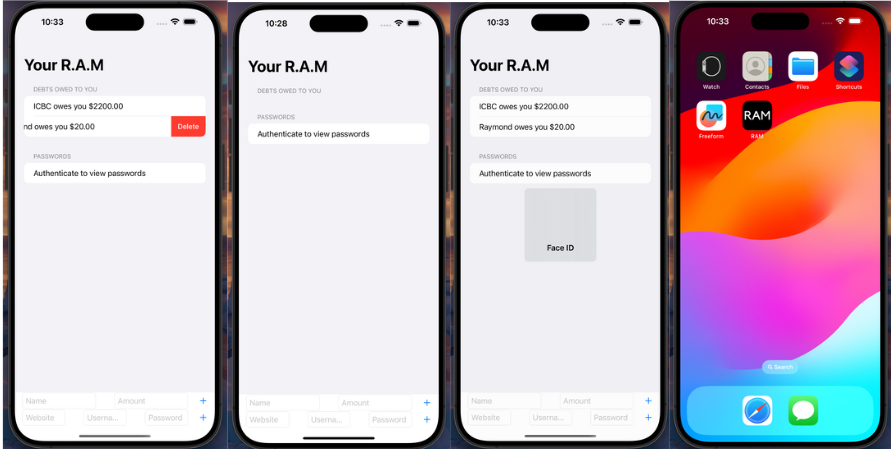 10:33
Your R.A.M
DEBTS OWED TO YOU
ICBC owes you $2200.00
nd owes you $20.00
Delete
PASSWORDS
Authenticate to view passwords
Name
Amount
+
Website
Userna...
Password
+
10:28
Your R.A.M
DEBTS OWED TO YOU
PASSWORDS
Authenticate to view passwords
Name
Amount
+
Website
Userna...
Password
+
10:33
Your R.A.M
DEBTS OWED TO YOU
ICBC owes you $2200.00
Raymond owes you $20.00
PASSWORDS
Authenticate to view passwords
Face ID
Name
Amount
+
Website
Userna...
Password
+
10:33
Watch
Contacts
Files
Shortcuts
RAM
Freeform
RAM
Search